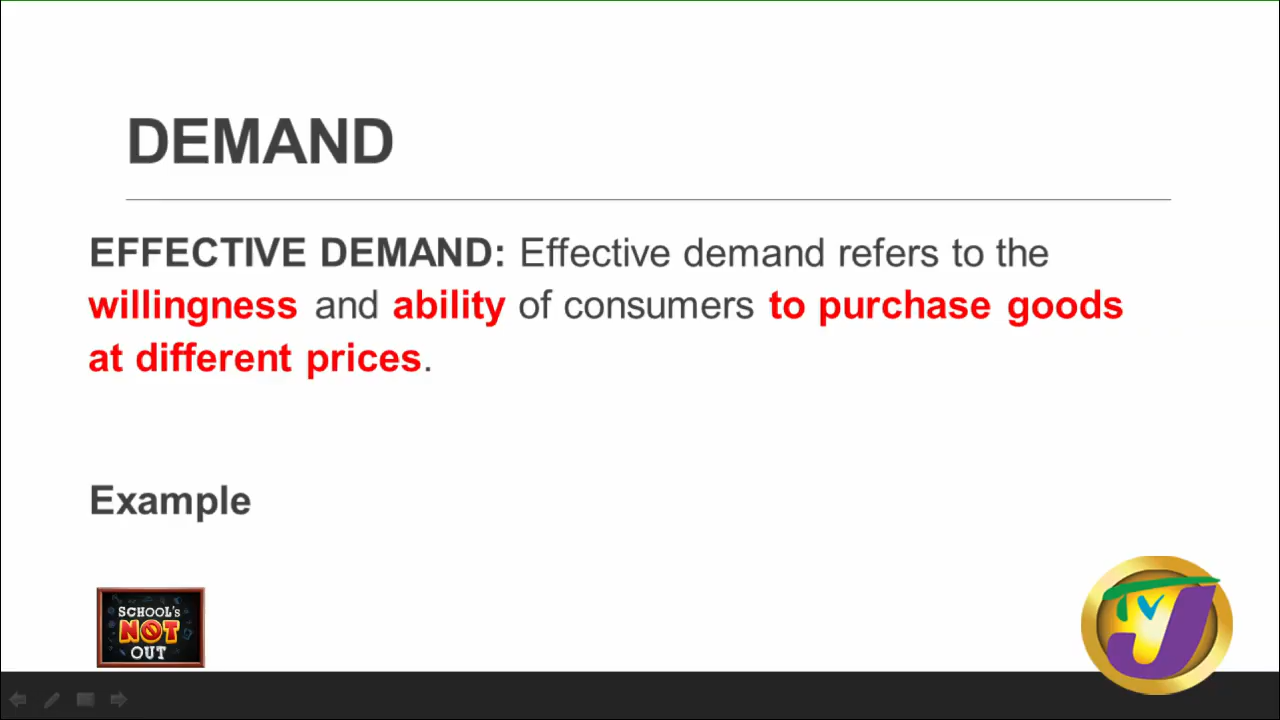 DEMAND
EFFECTIVE DEMAND: Effective demand refers to the
willingness and ability of consumers to purchase goods
at different prices.
Example
SCHOOL'S
NOT
OUT
TVJ